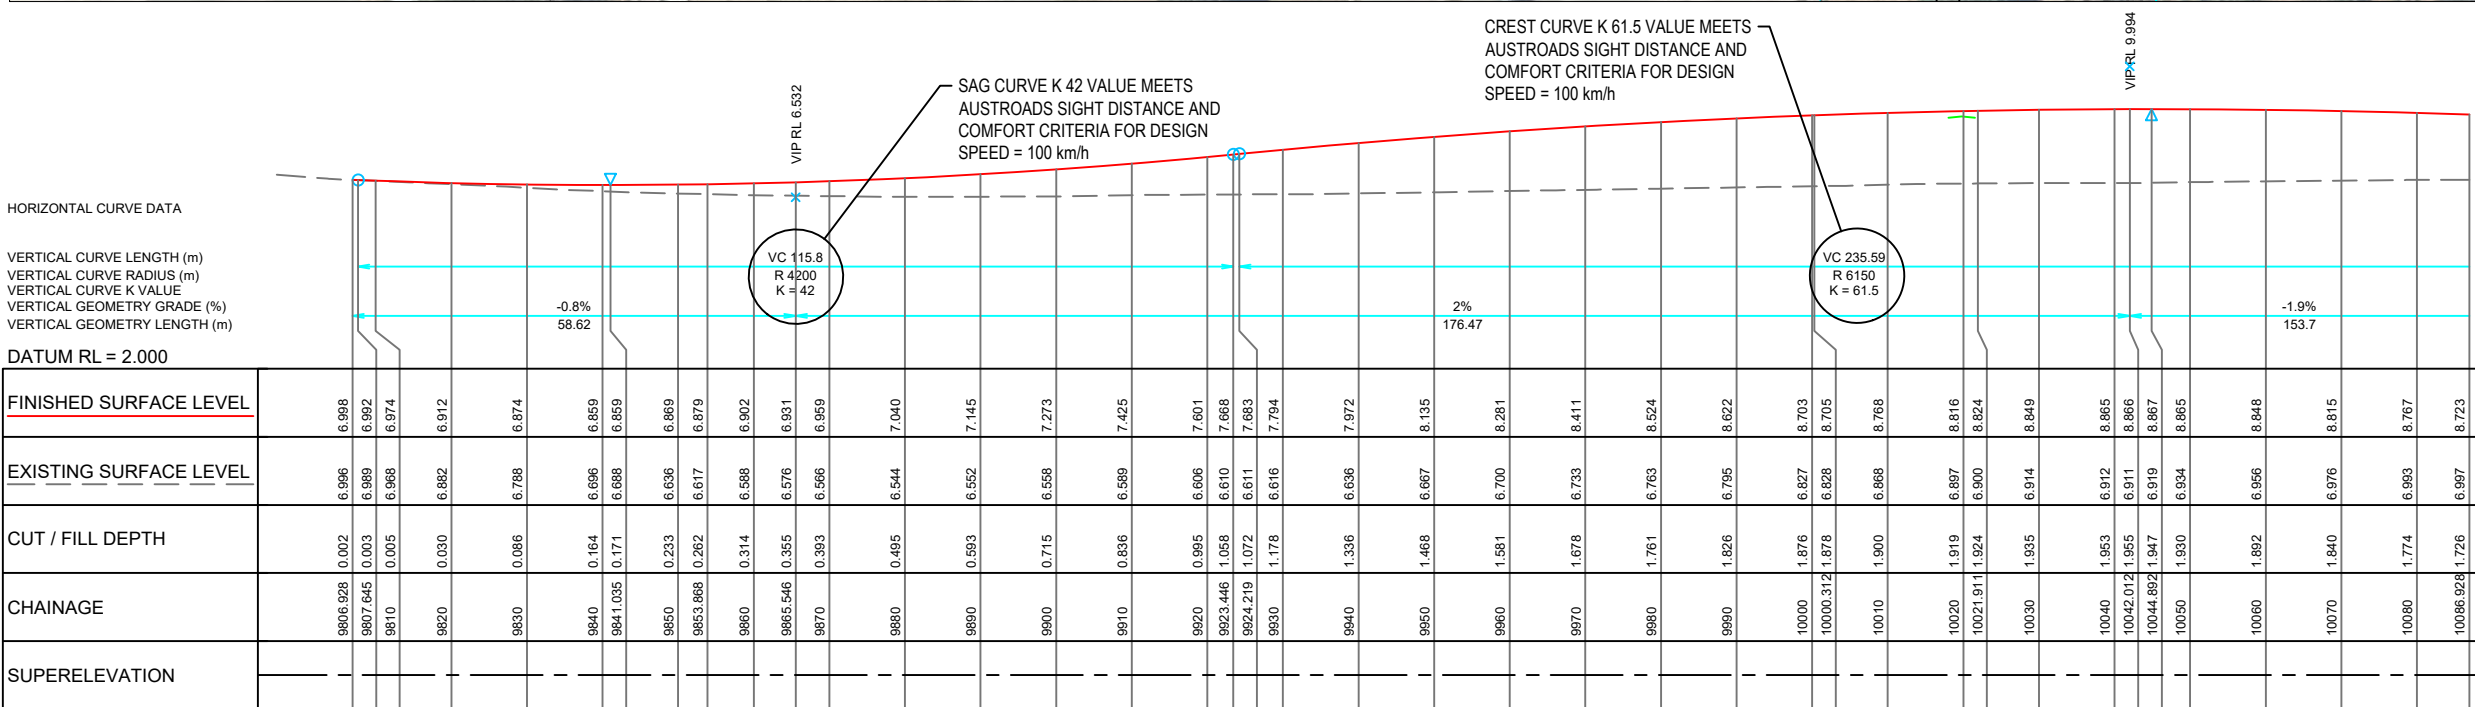 CREST CURVE K 61.5 VALUE MEETS
AUSTROADS SIGHT DISTANCE AND
COMFORT CRITERIA FOR DESIGN
SPEED = 100 km/h
VIP RL 9.994
SAG CURVE K 42 VALUE MEETS
AUSTROADS SIGHT DISTANCE AND
COMFORT CRITERIA FOR DESIGN
SPEED = 100 km/h
VIP RL 6.532
HORIZONTAL CURVE DATA
VERTICAL CURVE LENGTH (m)
VERTICAL CURVE RADIUS (m)
VERTICAL CURVE K VALUE
VERTICAL GEOMETRY GRADE (%)
VERTICAL GEOMETRY LENGTH (m)
VC 115.8
R 4200
K = 42
VC 235.59
R 6150
K = 61.5
-0.8%
58.62
2%
176.47
-1.9%
153.7
DATUM RL = 2.000
FINISHED SURFACE LEVEL 6.998 6.992 6.974 6.912 6.874 6.859 6.859 6.869 6.879 6.902 6.931 6.959 7.040 7.145 7.273 7.425 7.601 7.668 7.683 7.794 7.972 8.135 8.281 8.411 8.524 8.622 8.703 8.705 8.768 8.816 8.824 8.849 8.865 8.866 8.867 8.865 8.848 8.815 8.767 8.723
EXISTING SURFACE LEVEL 6.996 6.989 6.968 6.882 6.788 6.696 6.688 6.636 6.617 6.588 6.576 6.566 6.544 6.552 6.558 6.589 6.606 6.610 6.611 6.616 6.636 6.667 6.700 6.733 6.763 6.795 6.827 6.828 6.868 6.897 6.900 6.914 6.912 6.911 6.919 6.934 6.956 6.976 6.993 6.997
CUT / FILL DEPTH 0.002 0.003 0.005 0.030 0.086 0.164 0.171 0.233 0.262 0.314 0.355 0.393 0.495 0.593 0.715 0.836 0.995 1.058 1.072 1.178 1.336 1.468 1.581 1.678 1.761 1.826 1.876 1.878 1.900 1.919 1.924 1.935 1.953 1.955 1.947 1.930 1.892 1.840 1.774 1.726
CHAINAGE 9806.928 9807.645 9810 9820 9830 9840 9841.035 9850 9853.868 9860 9865.546 9870 9880 9890 9900 9910 9920 9923.446 9924.219 9930 9940 9950 9960 9970 9980 9990 10000 10000.312 10010 10020 10021.911 10030 10040 10042.012 10044.892 10050 10060 10070 10080 10086.928
SUPERELEVATION